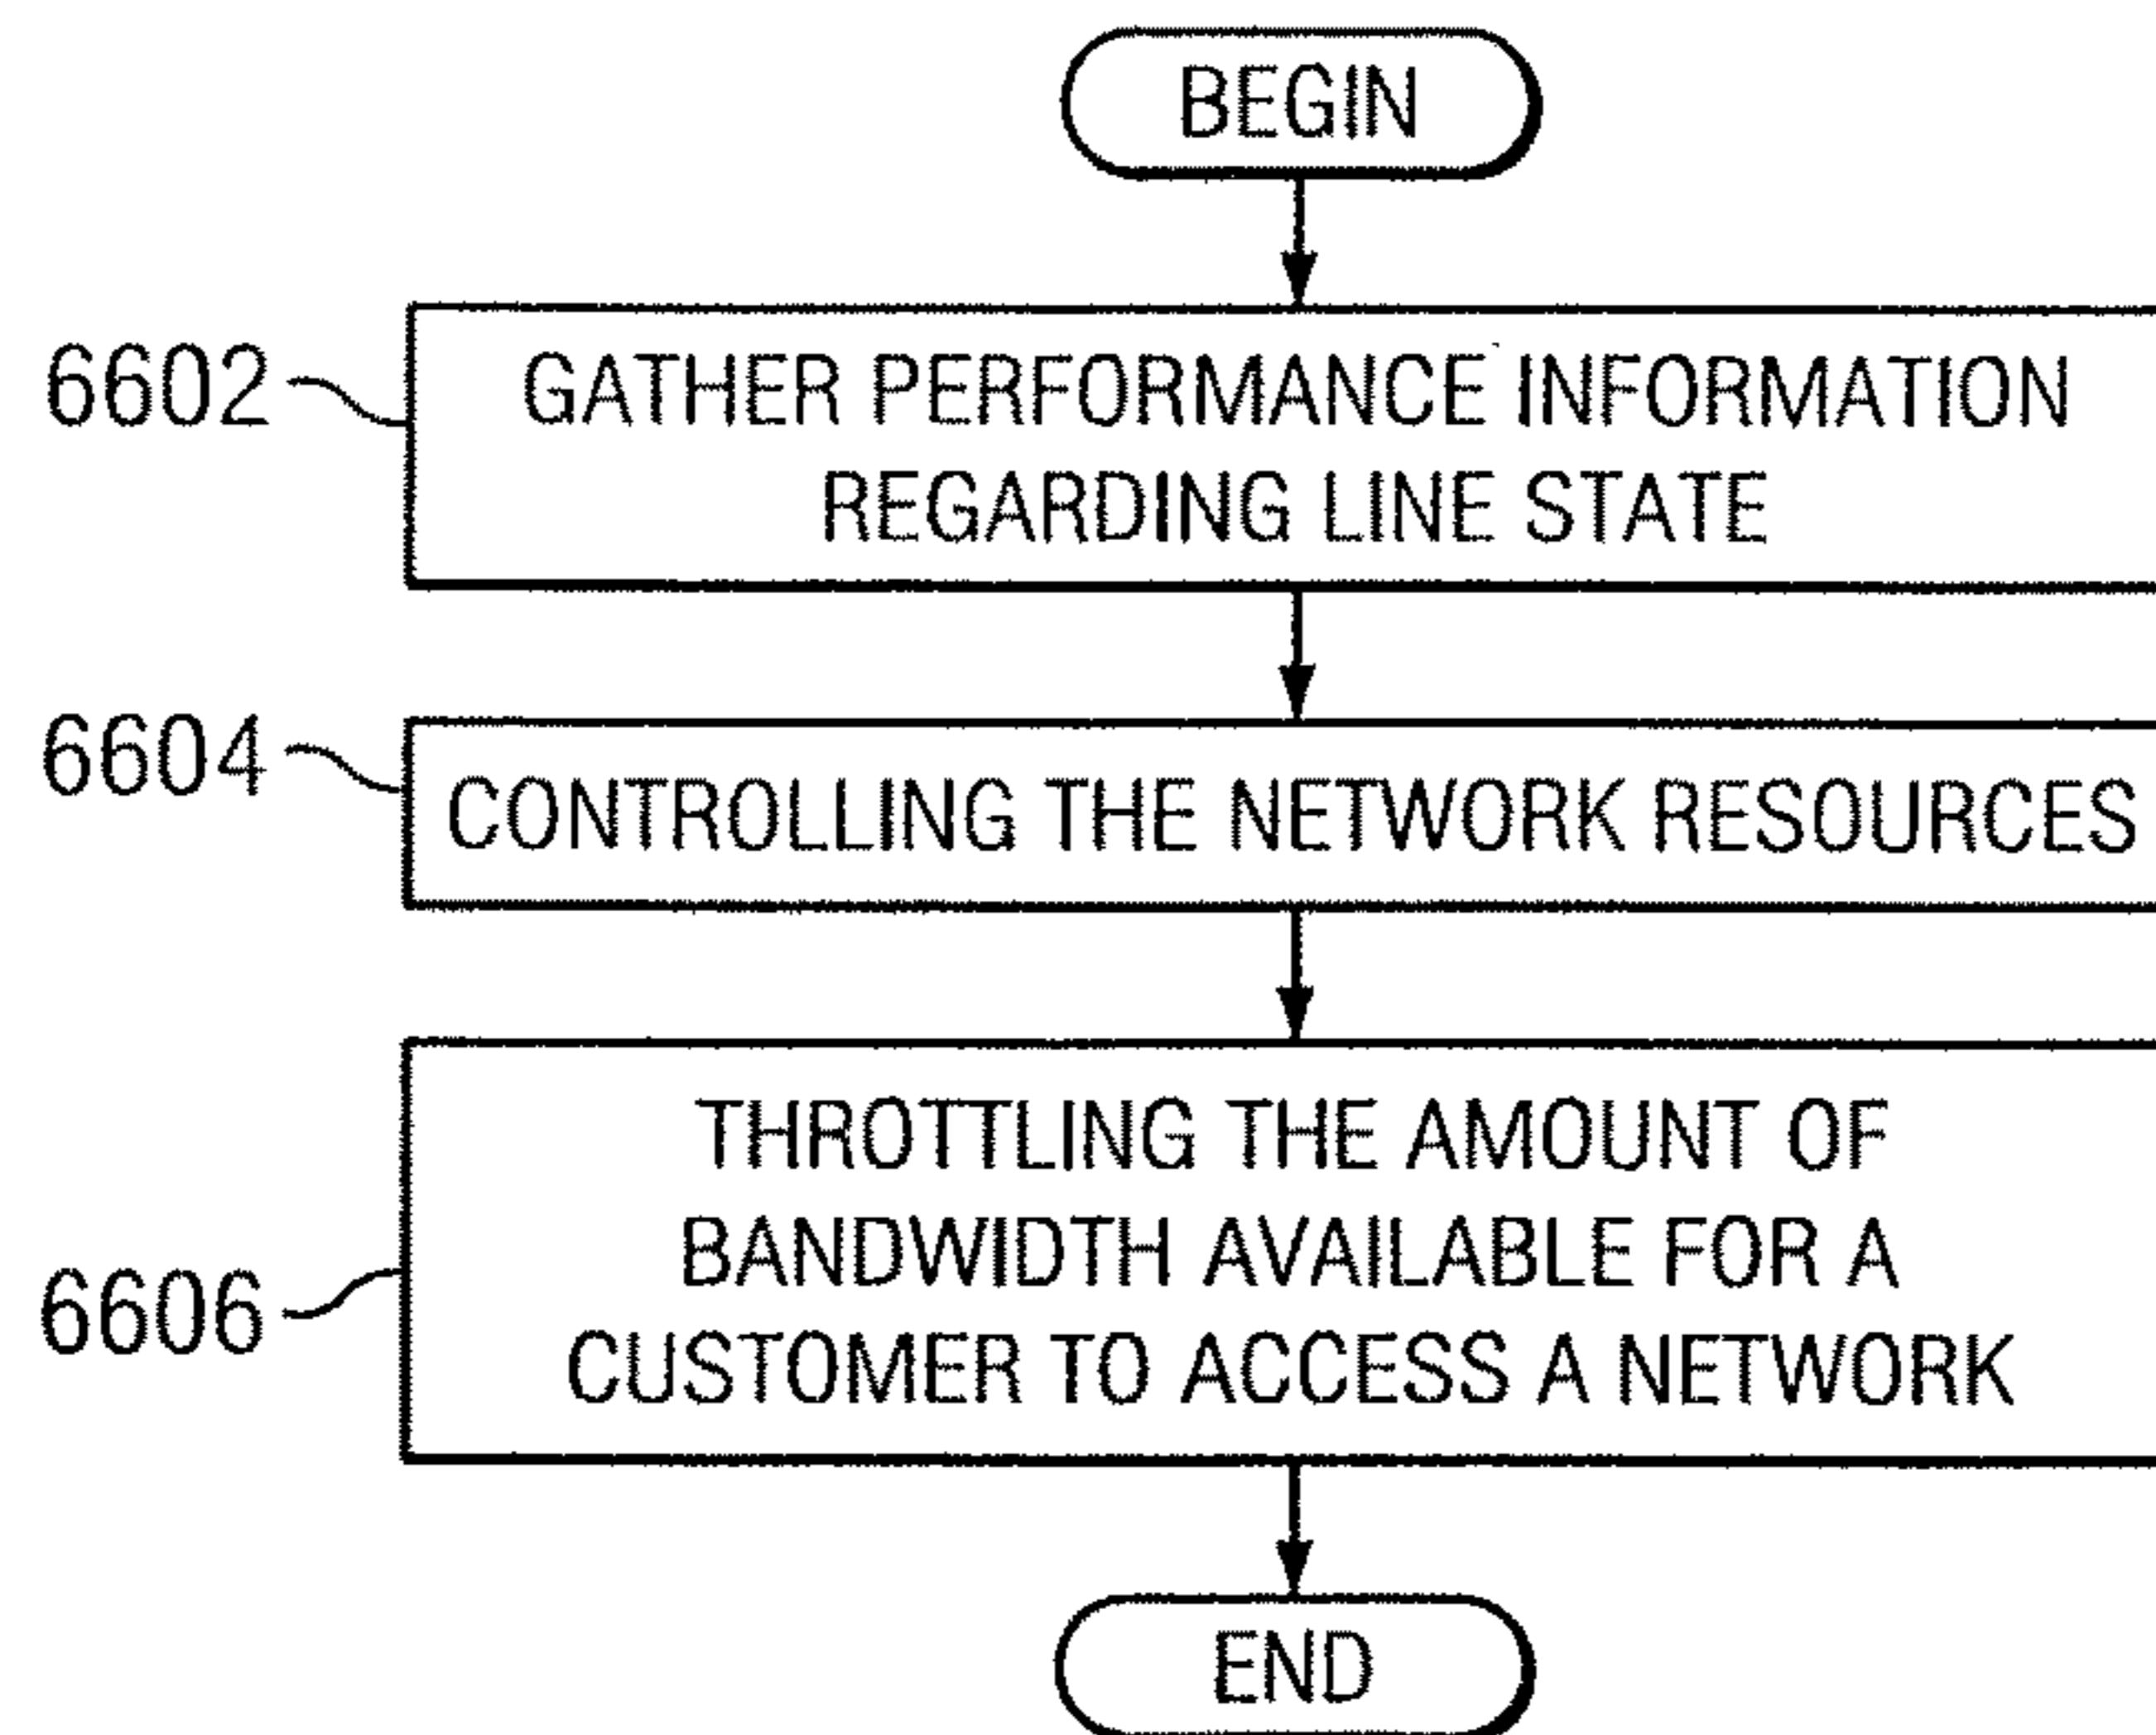 BEGIN
6602
GATHER PERFORMANCE INFORMATION
REGARDING LINE STATE
6604
CONTROLLING THE NETWORK RESOURCES
THROTTLING THE AMOUNT OF
BANDWIDTH AVAILABLE FOR A
6606
CUSTOMER TO ACCESS A NETWORK
END